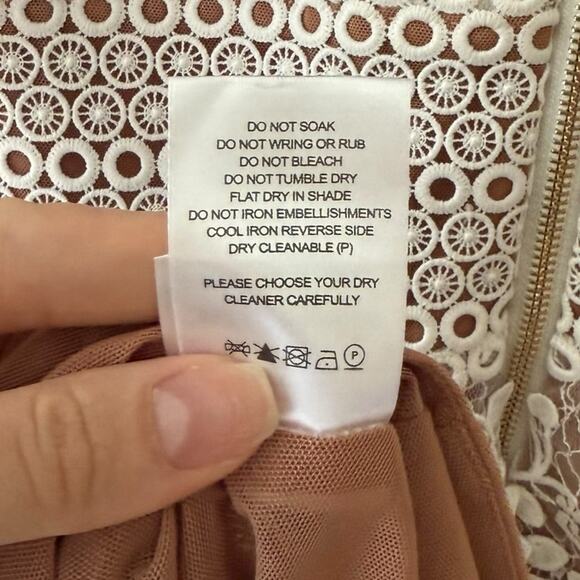 DO NOT SOAK
DO NOT WRING OR RUB
DO NOT BLEACH
DO NOT TUMBLE DRY
FLAT DRY IN SHADE
DO NOT IRON EMBELLISHMENTS
COOL IRON REVERSE SIDE
DRY CLEANABLE (P)
PLEASE CHOOSE YOUR DRY
CLEANER CAREFULLY
P